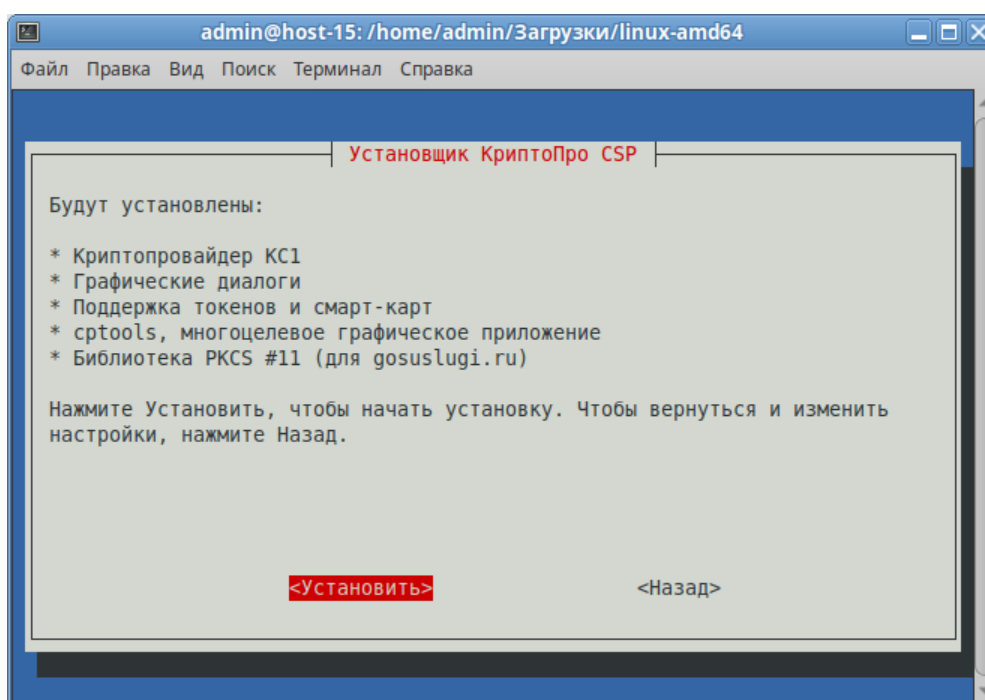 admin@host-15: /home/admin/Загрузки/linux-amd64
Файл Правка Вид Поиск Терминал Справка
Установщик КриптоПро CSP
Будут установлены:
* Криптопровайдер КС1
* Графические диалоги
* Поддержка токенов и смарт-карт
* cptools, многоцелевое графическое приложение
* Библиотека PKCS #11 (для gosuslugi.ru)
Нажмите Установить, чтобы начать установку. Чтобы вернуться и изменить
настройки, нажмите Назад.
<Установить> <Назад>